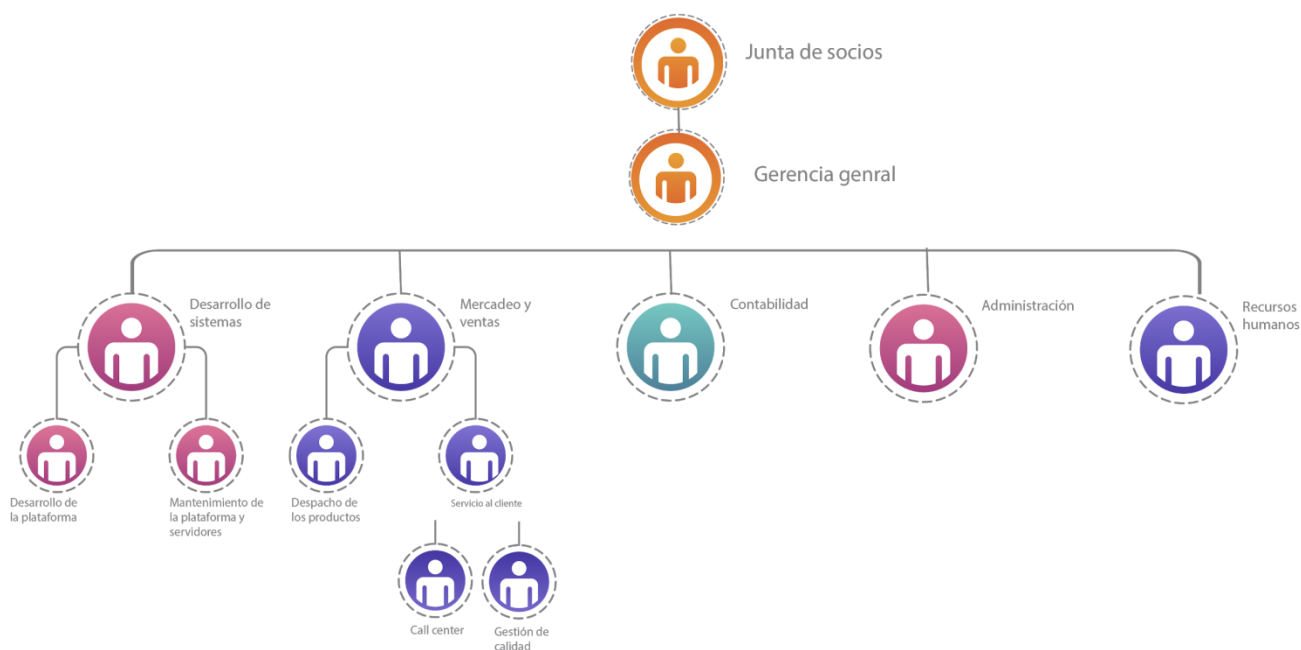 Junta de socios
Gerencia genral
Desarrollo de
sistemas
Mercadeo y
ventas
Contabilidad
Administración
Recursos
humanos
Desarrollo de
la plataforma
Mantenimiento de
la plataforma y
servidores
Despacho de
los productos
Servicio al cliente
Call center
Gestión de
calidad